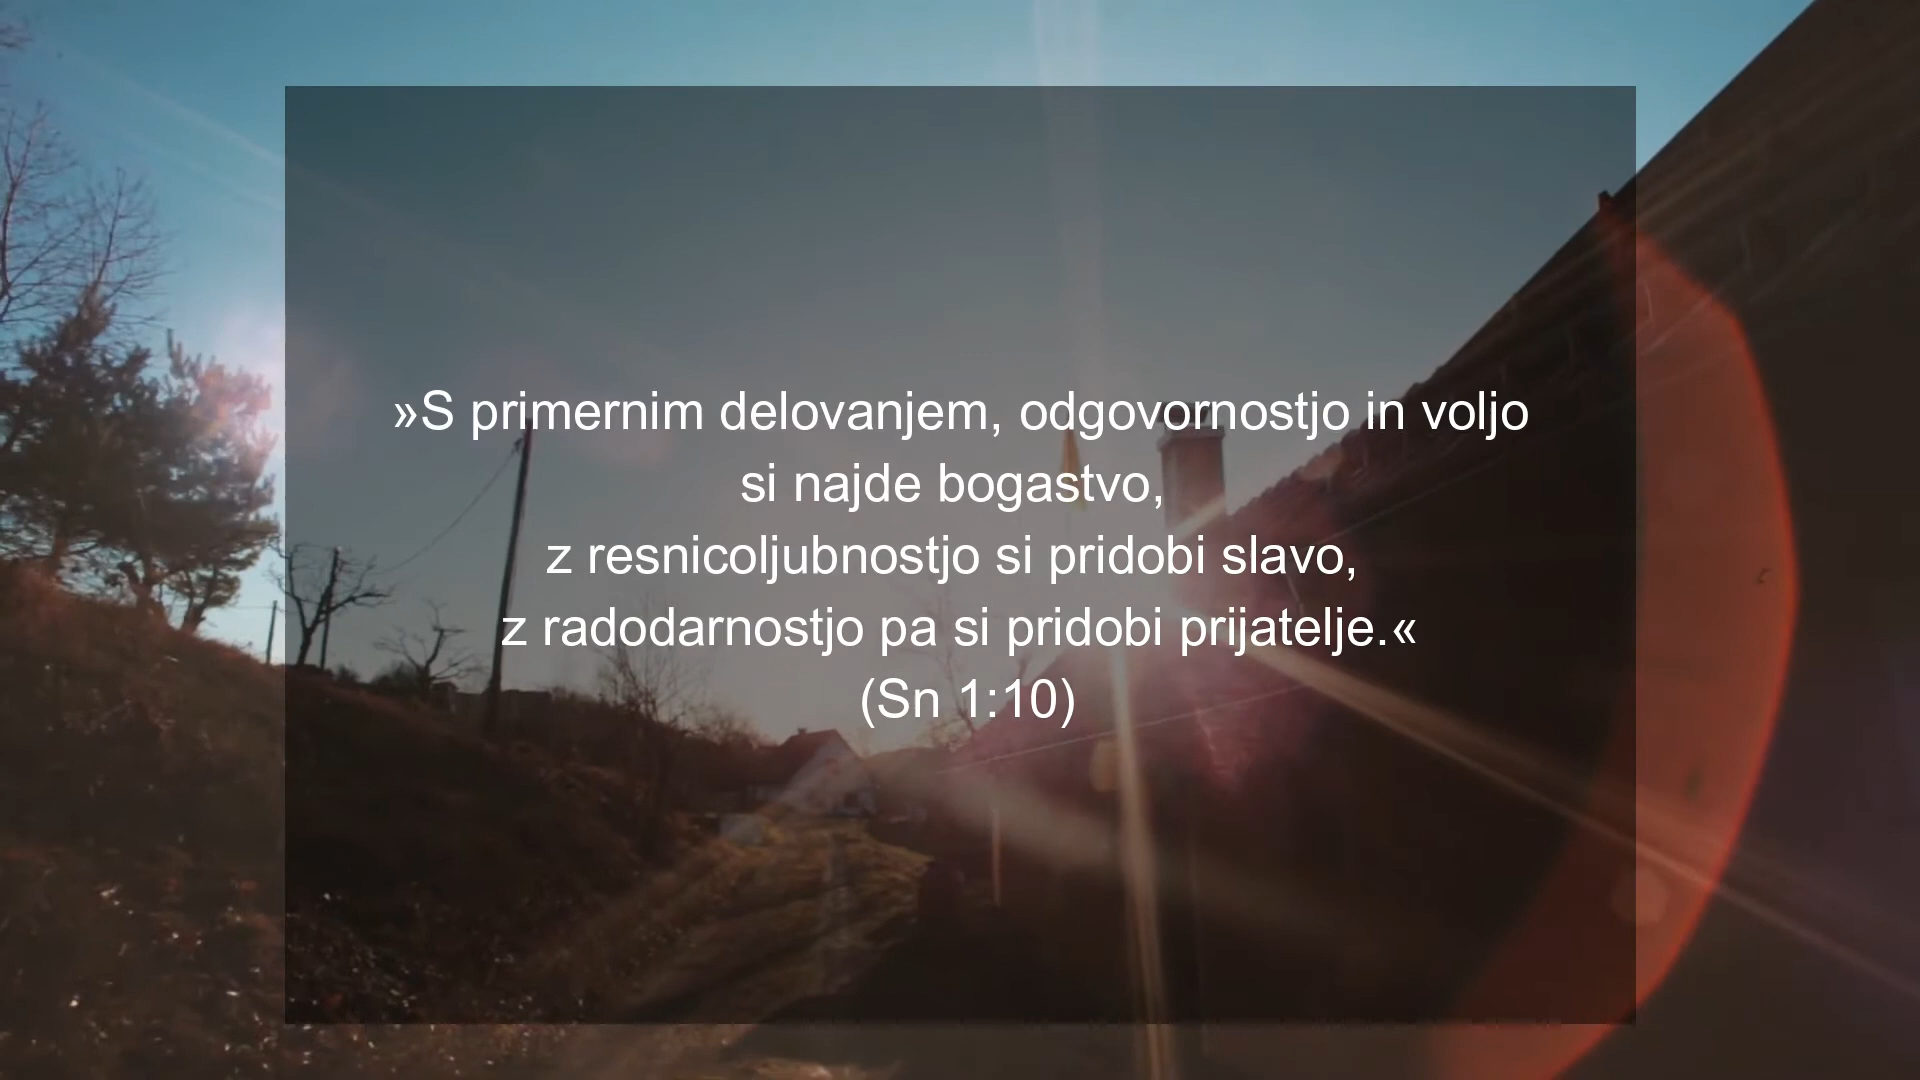 »S primernim delovanjem, odgovornostjo in voljo
si najde bogastvo,
z resnicoljubnostjo si pridobi slavo,
z radodarnostjo pa si pridobi prijatelje.«
(Sn 1:10)